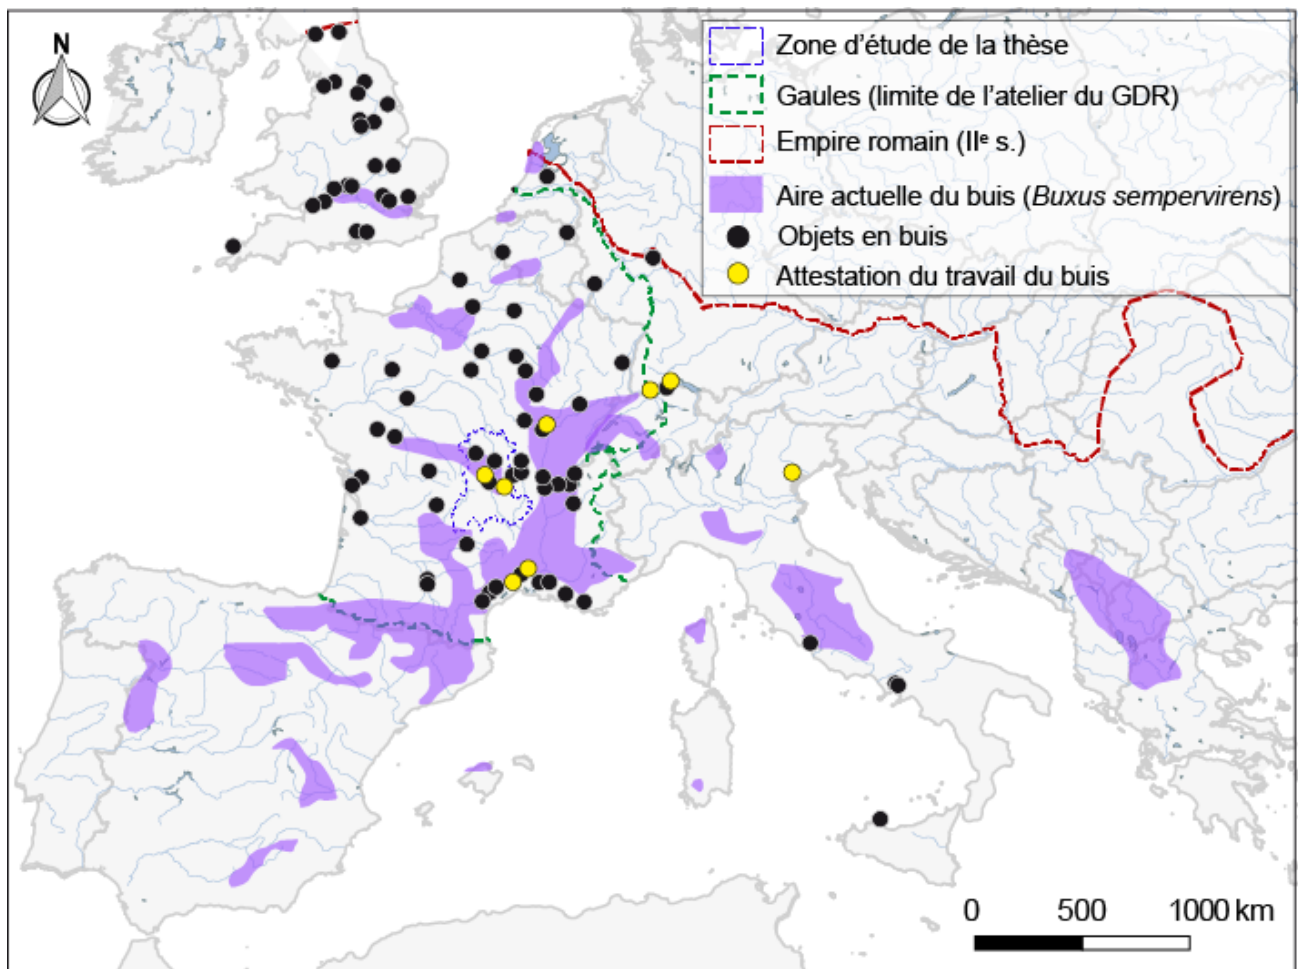 N
Zone d’étude de la thèse
Gaules (limite de l’atelier du GDR)
Empire romain (IIᵉ s.)
Aire actuelle du buis (Buxus sempervirens)
Objets en buis
Attestation du travail du buis
0 500 1000 km